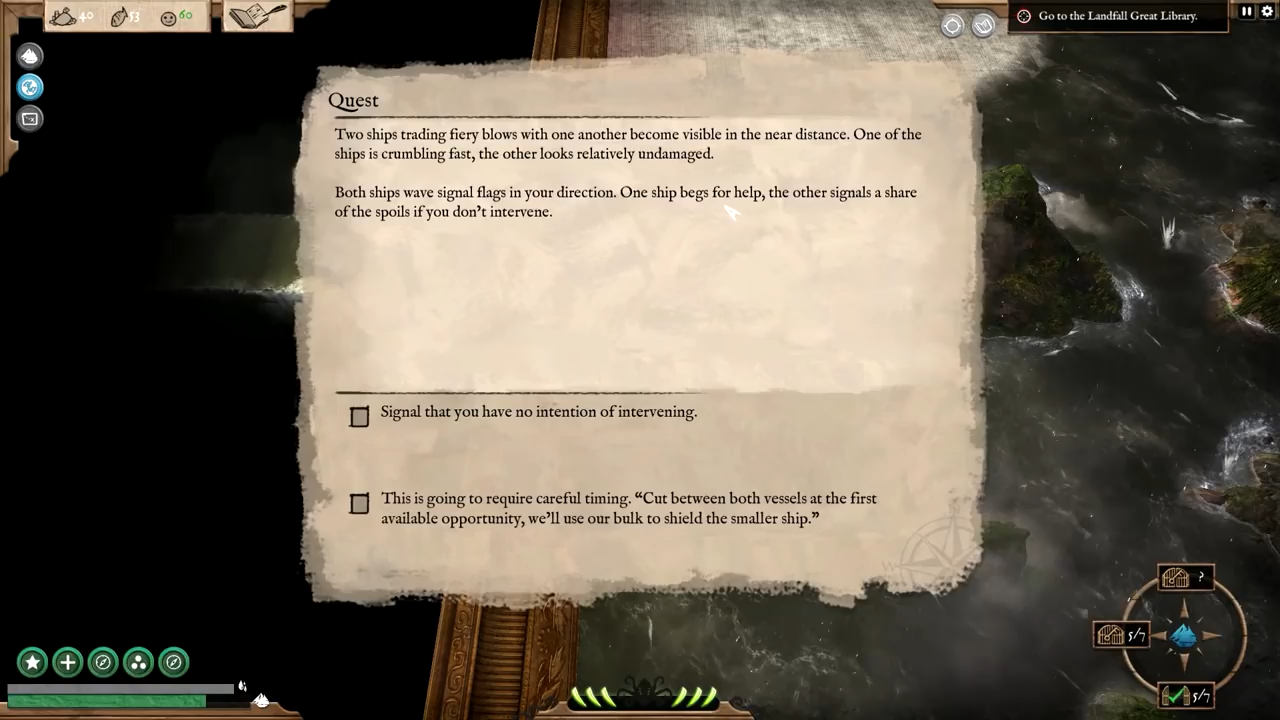 40 53 60
Go to the Landfall Great Library.
Quest
Two ships trading fiery blows with one another become visible in the near distance. One of the
ships is crumbling fast, the other looks relatively undamaged.
Both ships wave signal flags in your direction. One ship begs for help, the other signals a share
of the spoils if you don't intervene.
Signal that you have no intention of intervening.
This is going to require careful timing. “Cut between both vessels at the first
available opportunity, we'll use our bulk to shield the smaller ship.”
?
5/7
5/7